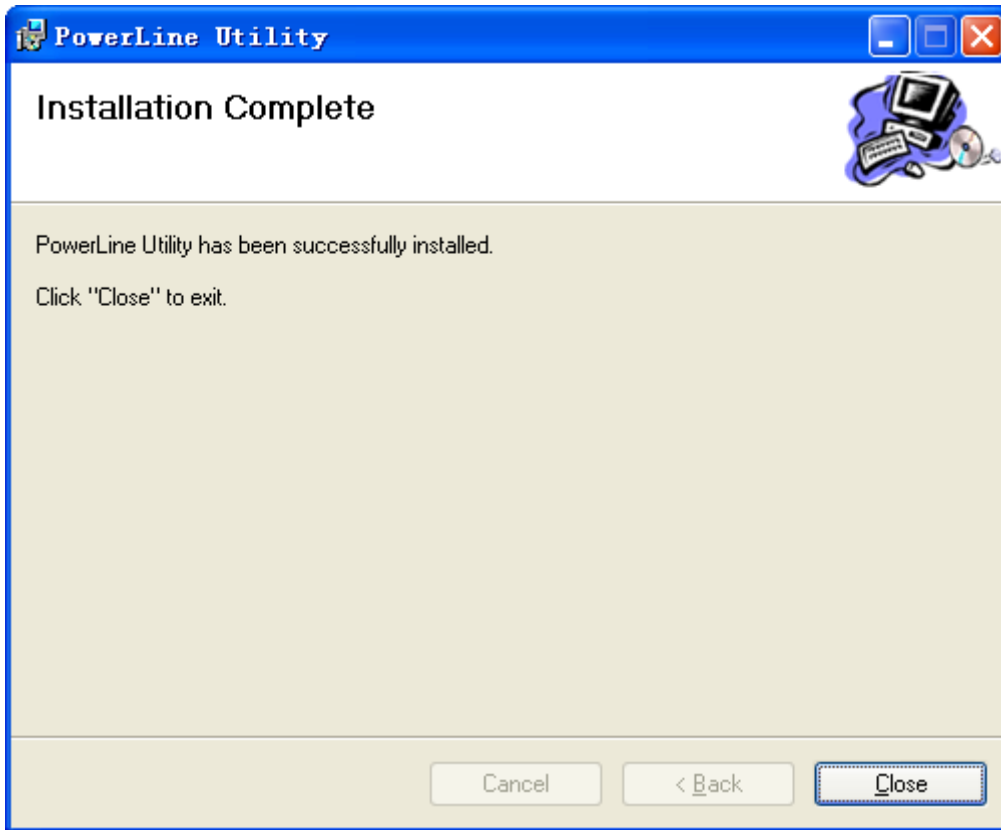 PowerLine Utility
Installation Complete
PowerLine Utility has been successfully installed.
Click "Close" to exit.
Cancel
< Back
Close